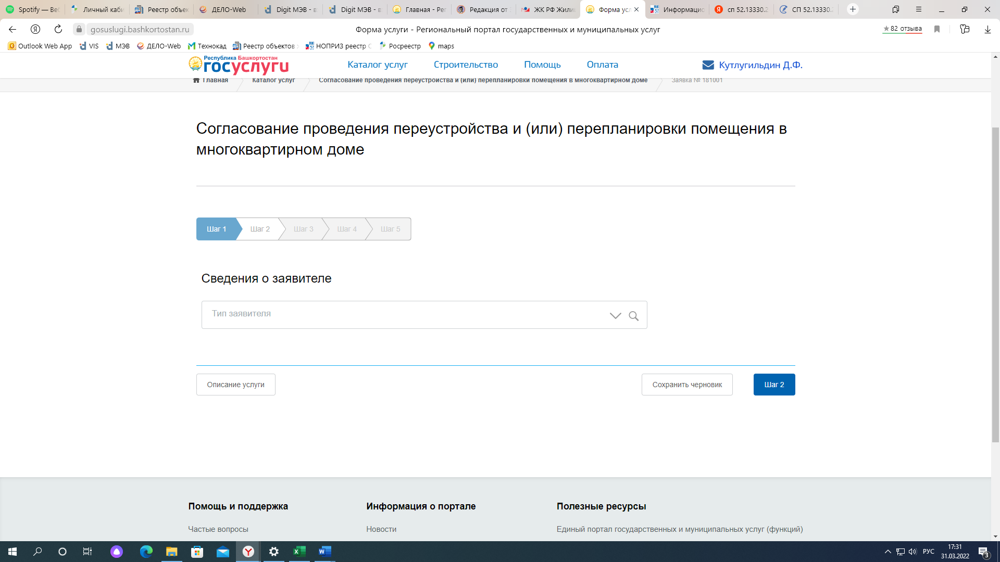 Spotify — Веб
Личный каби
Реестр объек
ДЕЛО-Web
Digit МЭВ - в
Digit МЭВ - в
Главная - Рег
Редакция от
ЖК РФ Жили
Форма усл
Информацио
сп 52.13330.2
СП 52.13330.2
gosuslugi.bashkortostan.ru
Форма услуги - Региональный портал государственных и муниципальных услуг
★ 82 отзыва
Outlook Web App
VIS
МЭВ
ДЕЛО-Web
Технокад
Реестр объектов
НОПРИЗ реестр С
Росреестр
maps
Республика Башкортостан
госуслуги
Каталог услуг
Строительство
Помощь
Оплата
Кутлугильдин Д.Ф.
Главная
Каталог услуг
Согласование проведения переустройства и (или) перепланировки помещения в многоквартирном доме
Заявка № 181001
Согласование проведения переустройства и (или) перепланировки помещения в
многоквартирном доме
Шаг 1
Шаг 2
Шаг 3
Шаг 4
Шаг 5
Сведения о заявителе
Тип заявителя
Описание услуги
Сохранить черновик
Шаг 2
Помощь и поддержка
Информация о портале
Полезные ресурсы
Частые вопросы
Новости
Единый портал государственных и муниципальных услуг (функций)
РУС
17:31
31.03.2022
3